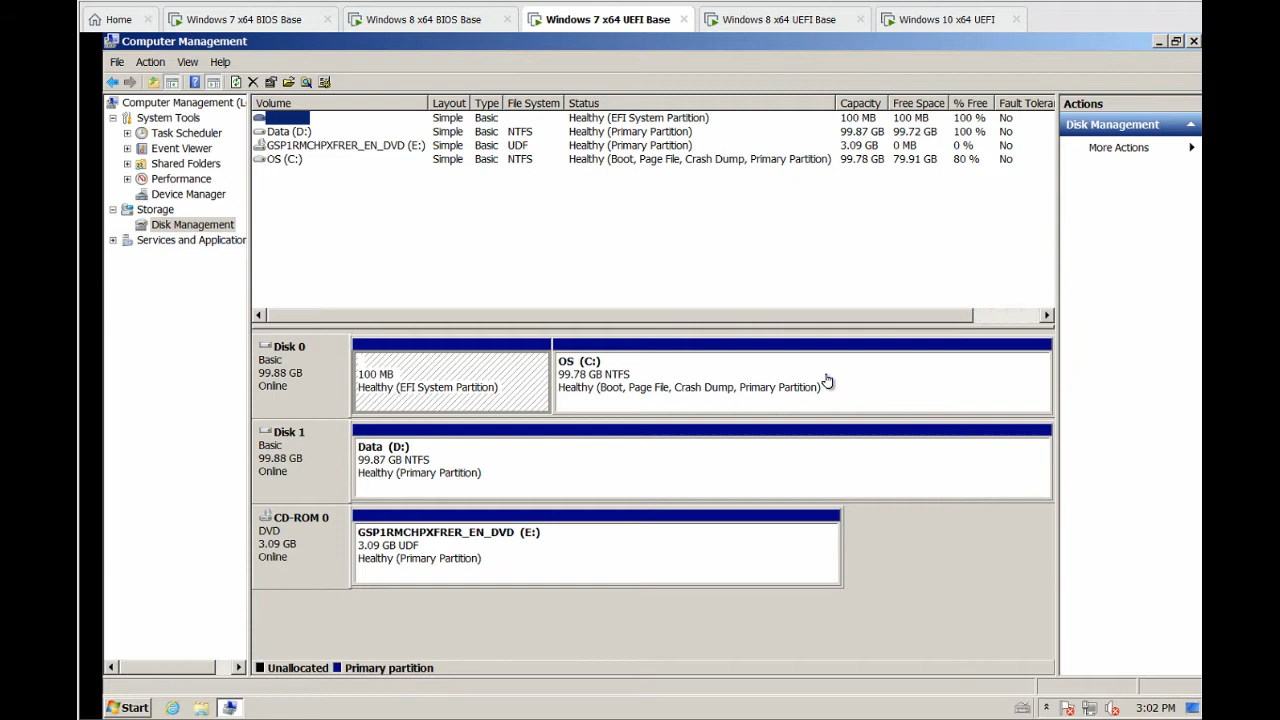 Home
Windows 7 x64 BIOS Base
Windows 8 x64 BIOS Base
Windows 7 x64 UEFI Base
Windows 8 x64 UEFI Base
Windows 10 x64 UEFI
Computer Management
File Action View Help
Computer Management (L
System Tools
Task Scheduler
Event Viewer
Shared Folders
Performance
Device Manager
Storage
Disk Management
Services and Application
Volume Layout Type File System Status Capacity Free Space % Free Fault Tolera
Simple Basic Healthy (EFI System Partition) 100 MB 100 MB 100 % No
Data (D:) Simple Basic NTFS Healthy (Primary Partition) 99.87 GB 99.72 GB 100 % No
GSP1RMCHPXFRER_EN_DVD (E:) Simple Basic UDF Healthy (Primary Partition) 3.09 GB 0 MB 0 % No
OS (C:) Simple Basic NTFS Healthy (Boot, Page File, Crash Dump, Primary Partition) 99.78 GB 79.91 GB 80 % No
Disk 0
Basic
99.88 GB
Online
100 MB
Healthy (EFI System Partition)
OS (C:)
99.78 GB NTFS
Healthy (Boot, Page File, Crash Dump, Primary Partition)
Disk 1
Basic
99.88 GB
Online
Data (D:)
99.87 GB NTFS
Healthy (Primary Partition)
CD-ROM 0
DVD
3.09 GB
Online
GSP1RMCHPXFRER_EN_DVD (E:)
3.09 GB UDF
Healthy (Primary Partition)
Unallocated Primary partition
Actions
Disk Management
More Actions
Start
3:02 PM